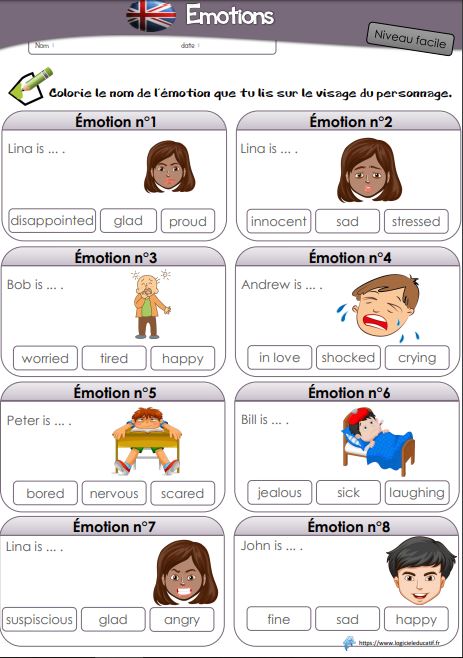 Emotions
Niveau facile
Nom : date :
Colorie le nom de l'émotion que tu lis sur le visage du personnage.
Émotion n°1
Lina is ... .
disappointed glad proud
Émotion n°2
Lina is ... .
innocent sad stressed
Émotion n°3
Bob is ... .
worried tired happy
Émotion n°4
Andrew is ... .
in love shocked crying
Émotion n°5
Peter is ... .
bored nervous scared
Émotion n°6
Bill is ... .
jealous sick laughing
Émotion n°7
Lina is ... .
suspiscious glad angry
Émotion n°8
John is ... .
fine sad happy
https://www.logicieleducatif.fr